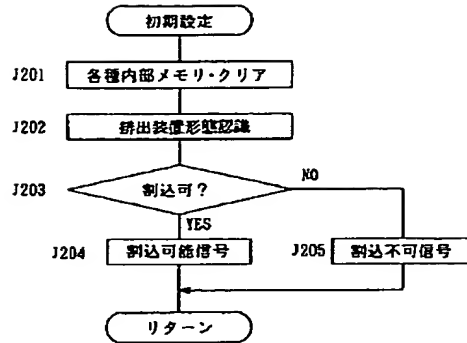 初期設定
J201 各種内部メモリ・クリア
J202 排出装置形態認識
J203 割込可?
NO
YES
J204 割込可能信号
J205 割込不可信号
リターン